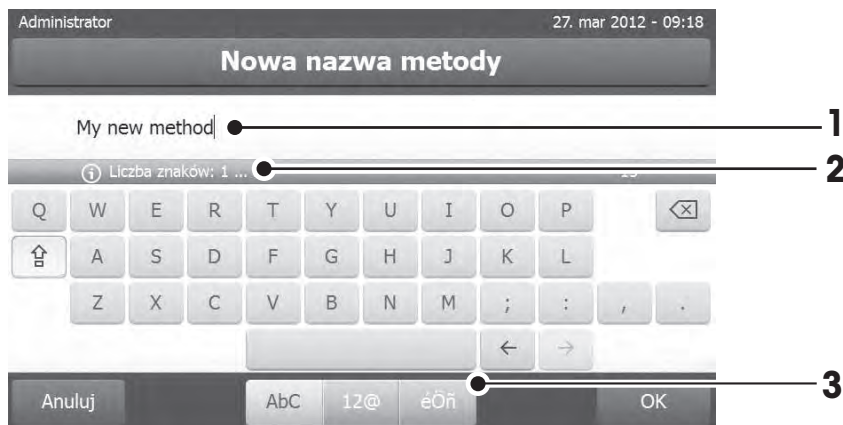 Administrator 27. mar 2012 - 09:18
Nowa nazwa metody
My new method 1
Liczba znaków: 1 ... 2
Q W E R T Y U I O P
A S D F G H J K L
Z X C V B N M ; : , .
3
Anuluj AbC 12@ éÖñ OK